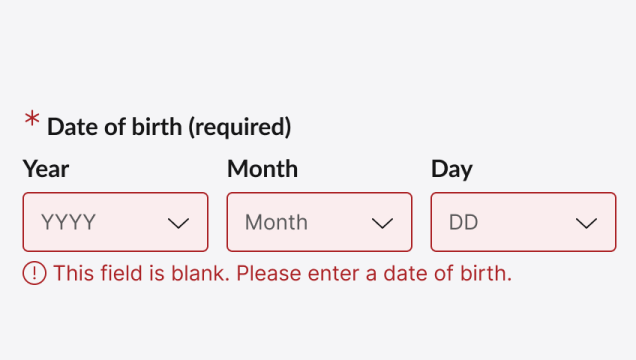 * Date of birth (required)
Year Month Day
YYYY Month DD
This field is blank. Please enter a date of birth.